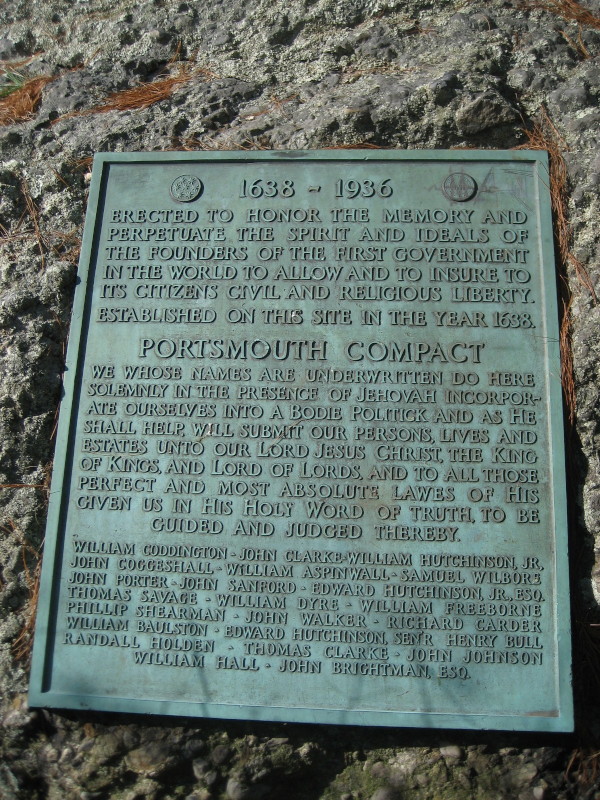 1638 ~ 1936
ERECTED TO HONOR THE MEMORY AND
PERPETUATE THE SPIRIT AND IDEALS OF
THE FOUNDERS OF THE FIRST GOVERNMENT
IN THE WORLD TO ALLOW AND TO INSURE TO
ITS CITIZENS CIVIL AND RELIGIOUS LIBERTY.
ESTABLISHED ON THIS SITE IN THE YEAR 1638.
PORTSMOUTH COMPACT
WE WHOSE NAMES ARE UNDERWRITTEN DO HERE
SOLEMNLY IN THE PRESENCE OF JEHOVAH INCORPOR-
ATE OURSELVES INTO A BODIE POLITICK AND AS HE
SHALL HELP, WILL SUBMIT OUR PERSONS, LIVES AND
ESTATES UNTO OUR LORD JESUS CHRIST, THE KING
OF KINGS, AND LORD OF LORDS, AND TO ALL THOSE
PERFECT AND MOST ABSOLUTE LAWES OF HIS
GIVEN US IN HIS HOLY WORD OF TRUTH, TO BE
GUIDED AND JUDGED THEREBY.
WILLIAM CODDINGTON - JOHN CLARKE - WILLIAM HUTCHINSON, JR,
JOHN COGGESHALL - WILLIAM ASPINWALL - SAMUEL WILBORE
JOHN PORTER - JOHN SANFORD - EDWARD HUTCHINSON, JR., ESQ.
THOMAS SAVAGE - WILLIAM DYRE - WILLIAM FREEBORNE
PHILLIP SHEARMAN - JOHN WALKER - RICHARD CARDER
WILLIAM BAULSTON - EDWARD HUTCHINSON, SEN'R HENRY BULL
RANDALL HOLDEN - THOMAS CLARKE - JOHN JOHNSON
WILLIAM HALL - JOHN BRIGHTMAN, ESQ.